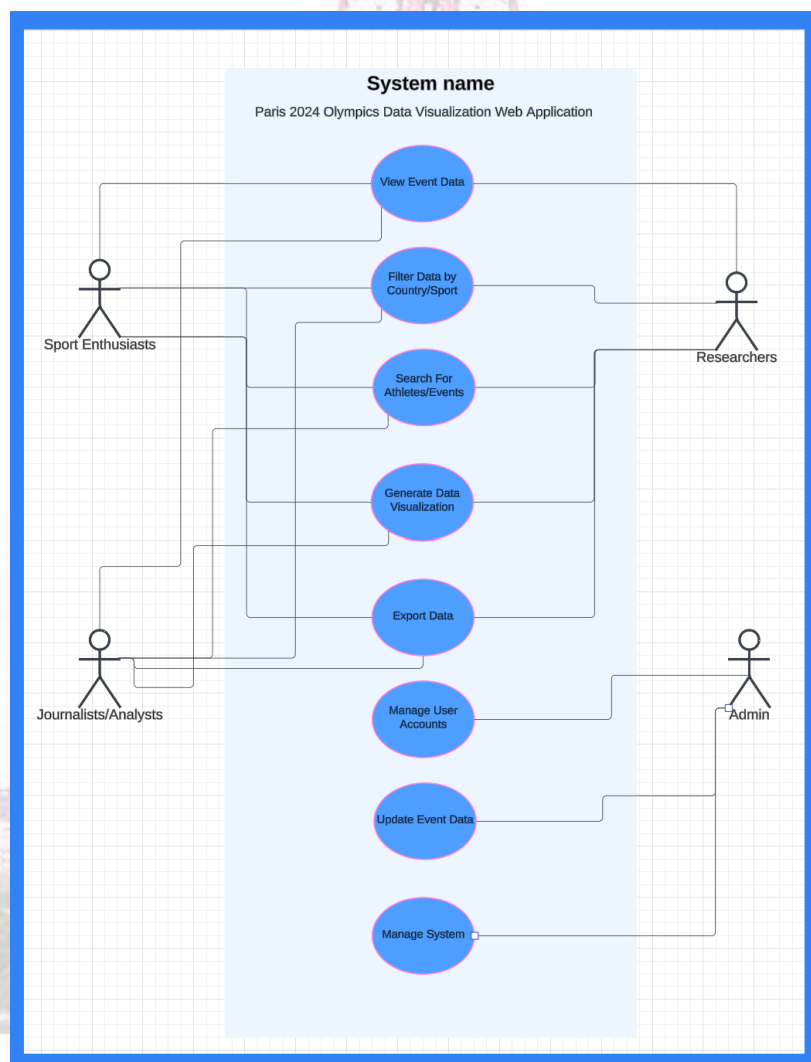 System name
Paris 2024 Olympics Data Visualization Web Application
View Event Data
Filter Data by
Country/Sport
Sport Enthusiasts
Researchers
Search For
Athletes/Events
Generate Data
Visualization
Export Data
Journalists/Analysts
Admin
Manage User
Accounts
Update Event Data
Manage System